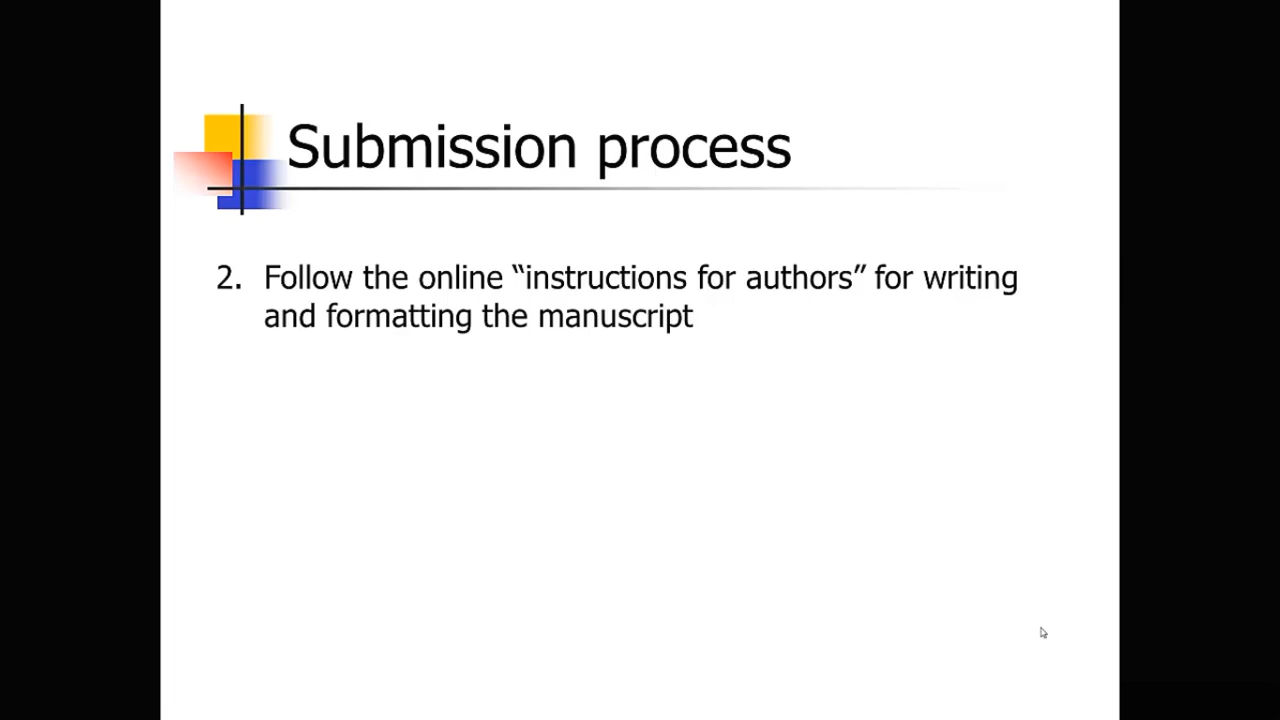 Submission process
2. Follow the online “instructions for authors” for writing
and formatting the manuscript